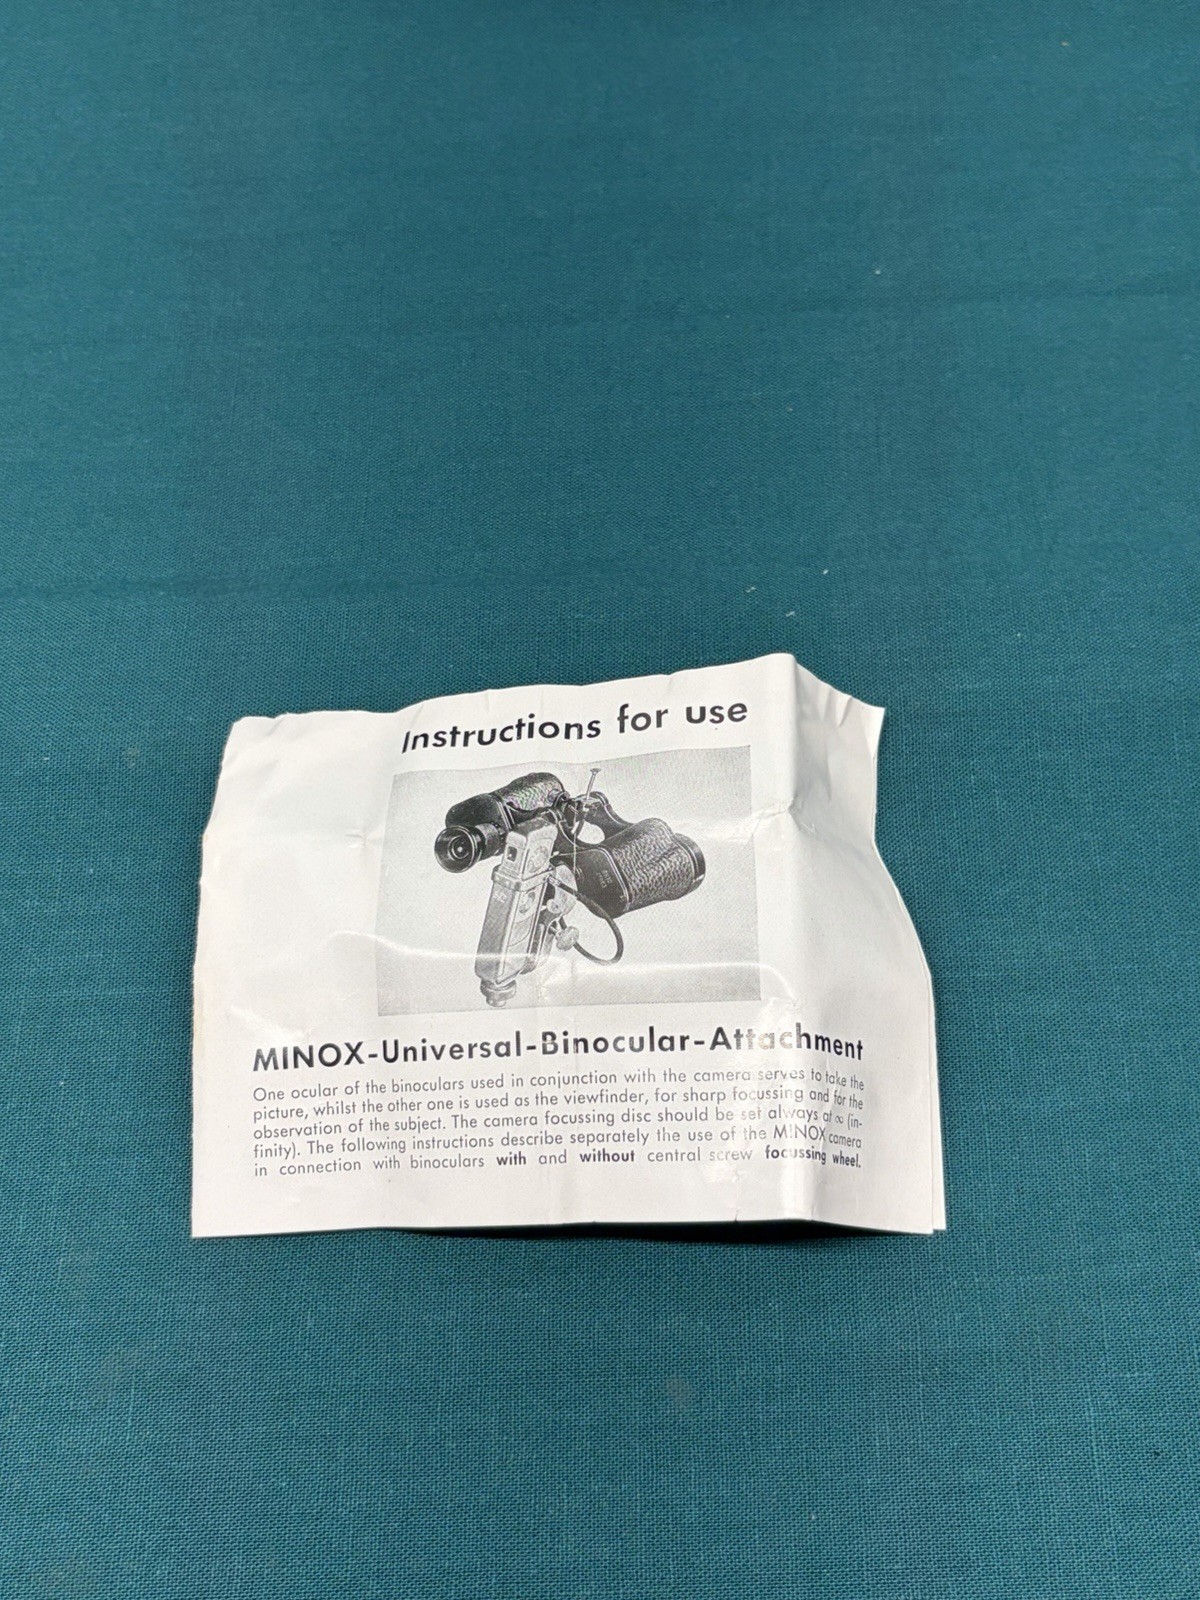 Instructions for use
MINOX-Universal-Binocular-Attachment
One ocular of the binoculars used in conjunction with the camera serves to take the
picture, whilst the other one is used as the viewfinder, for sharp focussing and for the
observation of the subject. The camera focussing disc should be set always at ∞ (in-
finity). The following instructions describe separately the use of the MINOX camera
in connection with binoculars with and without central screw focussing wheel.